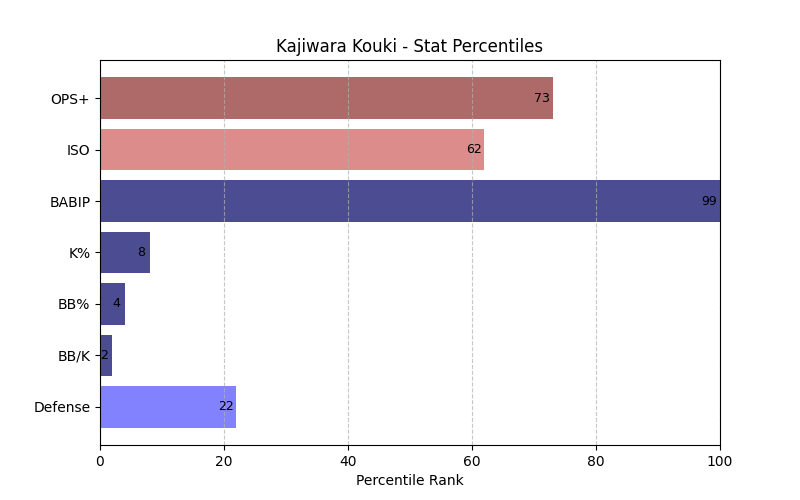 Kajiwara Kouki - Stat Percentiles
OPS+ 73
ISO 62
BABIP 99
K% 8
BB% 4
BB/K 2
Defense 22
0 20 40 60 80 100
Percentile Rank